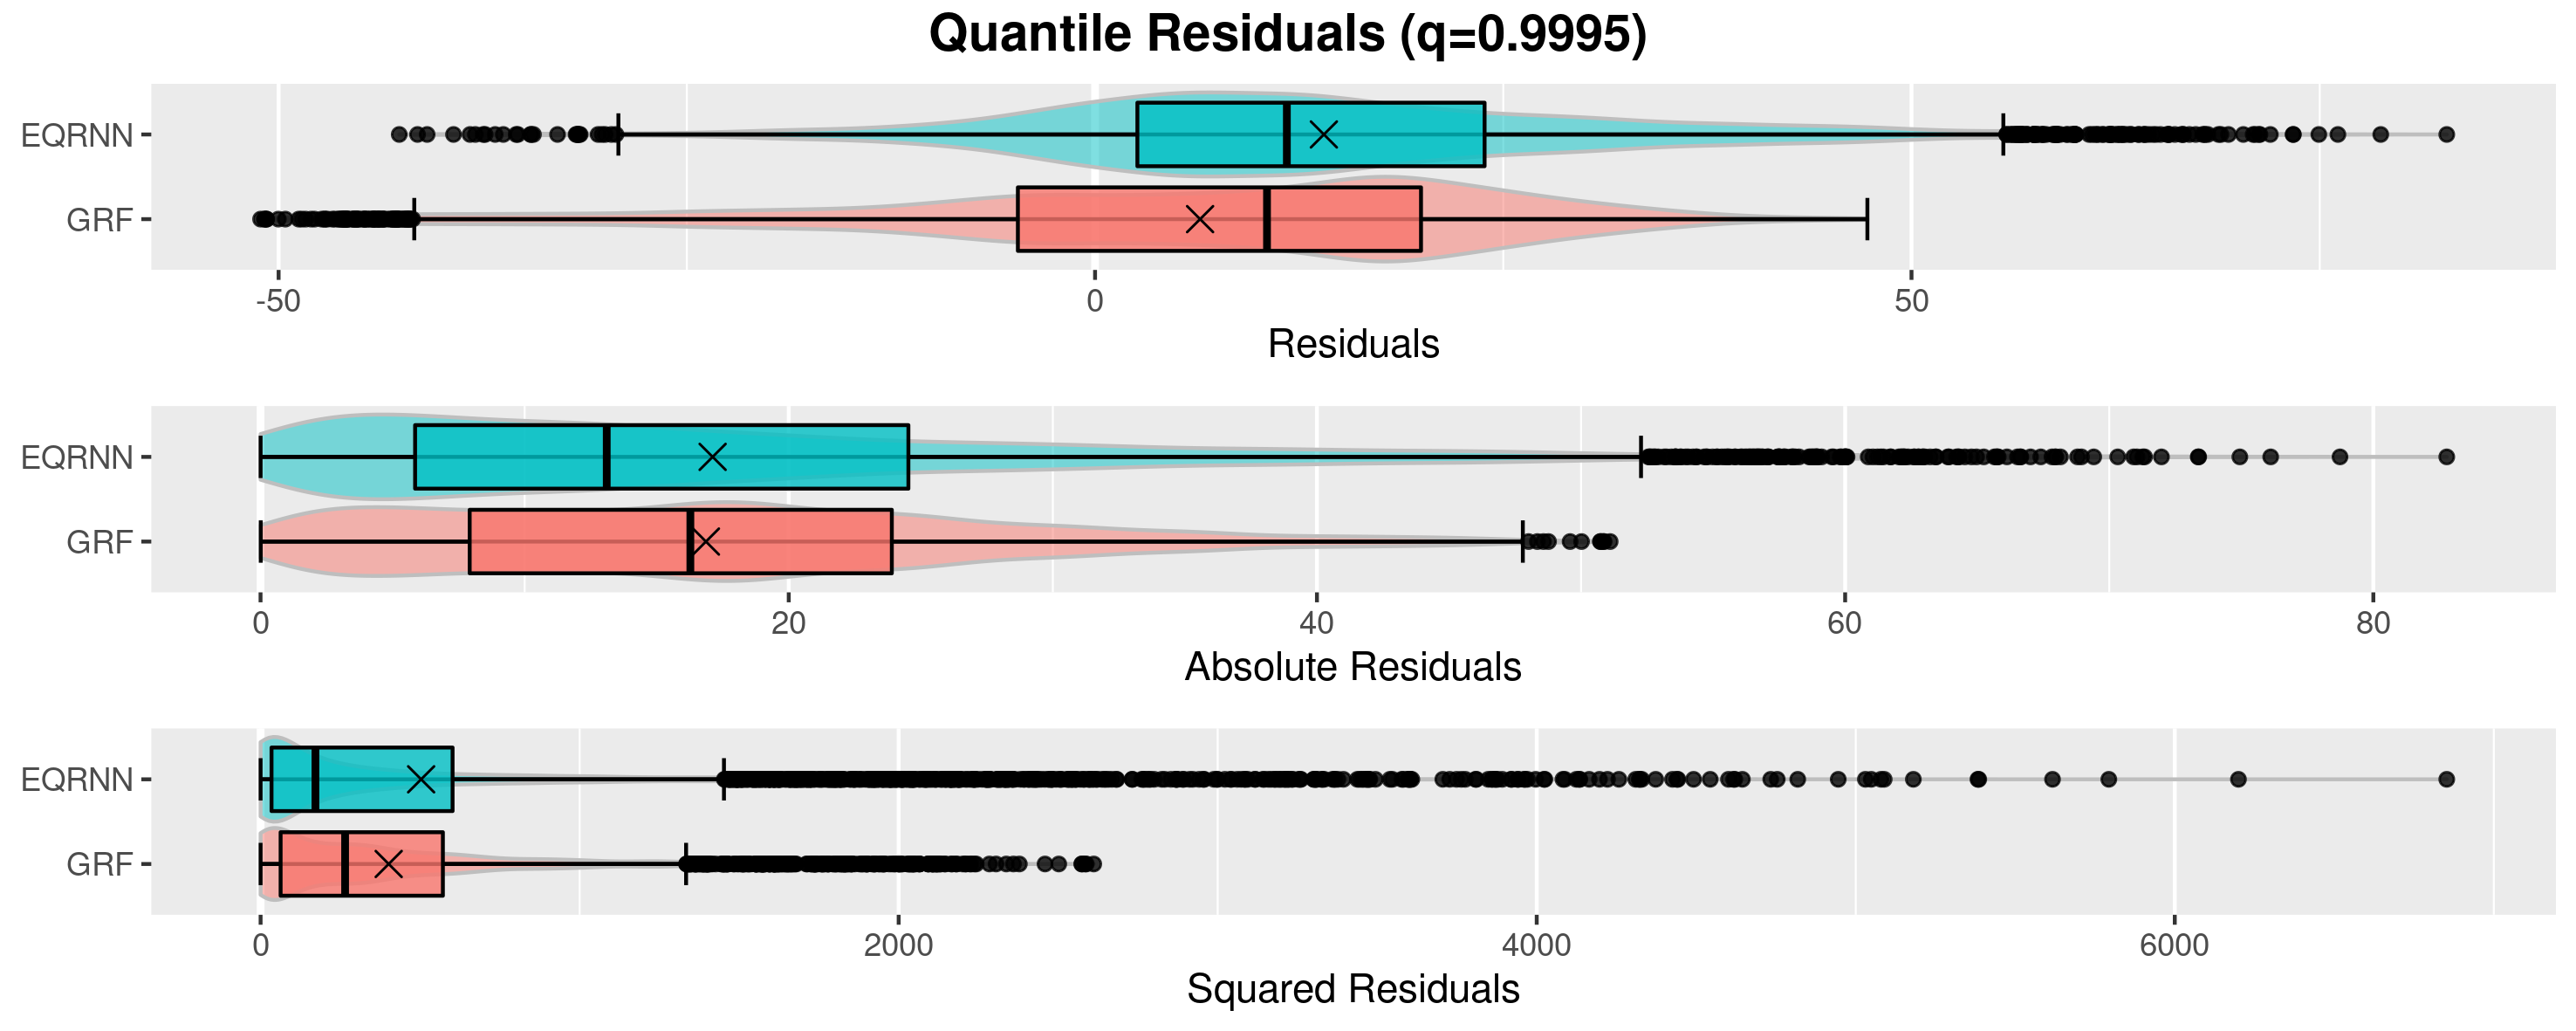 Quantile Residuals (q=0.9995)
EQRNN
GRF
-50 0 50
Residuals
EQRNN
GRF
0 20 40 60 80
Absolute Residuals
EQRNN
GRF
0 2000 4000 6000
Squared Residuals